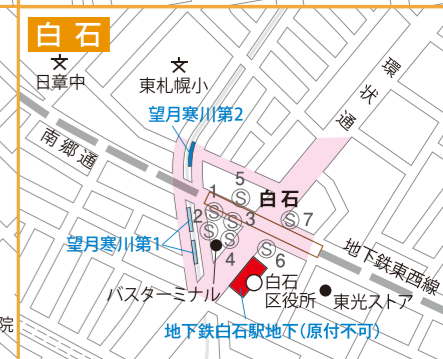 白石
日章中
東札幌小
環状通
望月寒川第2
南郷通
白石
1
5
Ⓢ
2
Ⓢ
Ⓢ
3
Ⓢ
Ⓢ
Ⓢ7
望月寒川第1
4
Ⓢ
6
地下鉄東西線
バスターミナル
白石
区役所
東光ストア
地下鉄白石駅地下(原付不可)
院